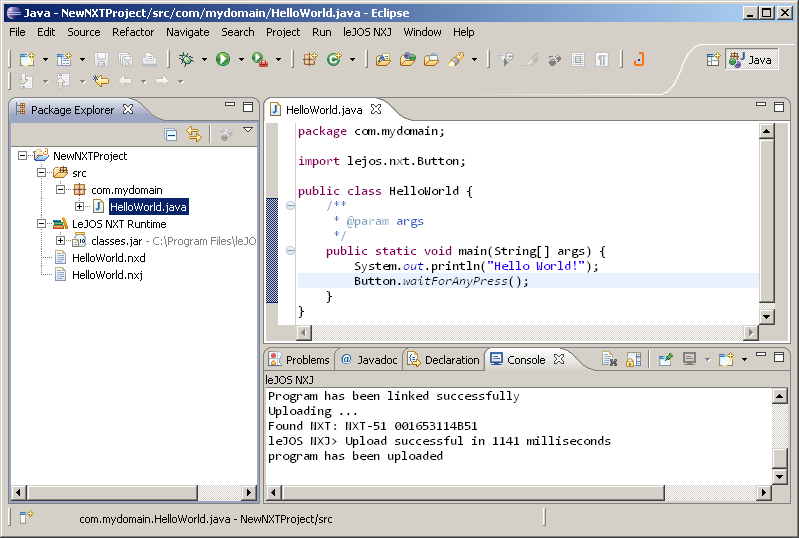 Java - NewNXTProject/src/com/mydomain/HelloWorld.java - Eclipse
File Edit Source Refactor Navigate Search Project Run leJOS NXJ Window Help
Java
Package Explorer
NewNXTProject
src
com.mydomain
HelloWorld.java
LeJOS NXT Runtime
classes.jar - C:\Program Files\leJO
HelloWorld.nxd
HelloWorld.nxj
HelloWorld.java
package com.mydomain;
import lejos.nxt.Button;
public class HelloWorld {
/**
* @param args
*/
public static void main(String[] args) {
System.out.println("Hello World!");
Button.waitForAnyPress();
}
}
Problems @ Javadoc Declaration Console
leJOS NXJ
Program has been linked successfully
Uploading ...
Found NXT: NXT-51 001653114B51
leJOS NXJ> Upload successful in 1141 milliseconds
program has been uploaded
com.mydomain.HelloWorld.java - NewNXTProject/src